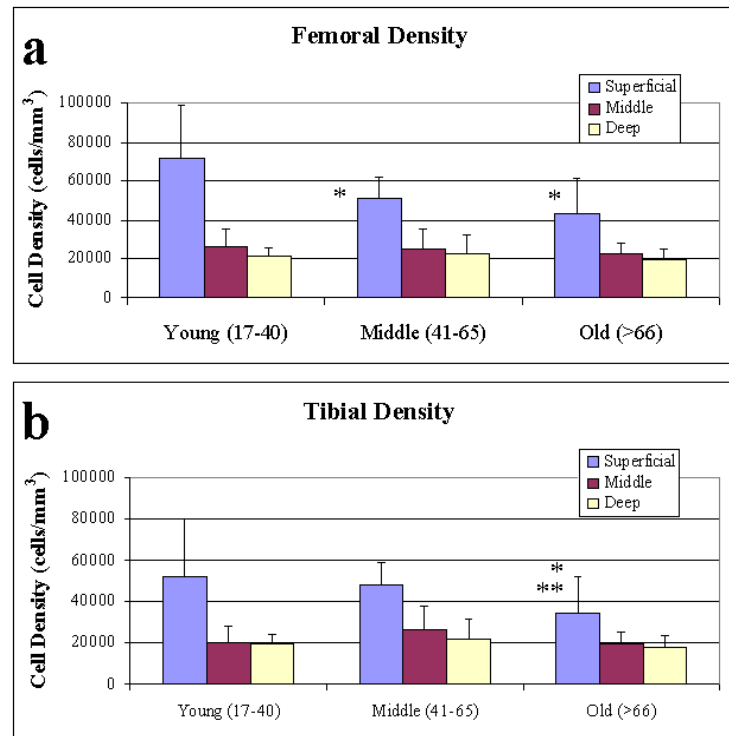 a
Femoral Density
Superficial
Middle
Deep
Cell Density (cells/mm³)
100000
80000
60000
40000
20000
0
*
*
Young (17-40)
Middle (41-65)
Old (>66)
b
Tibial Density
Superficial
Middle
Deep
Cell Density (cells/mm³)
100000
80000
60000
40000
20000
0
*
**
Young (17-40)
Middle (41-65)
Old (>66)